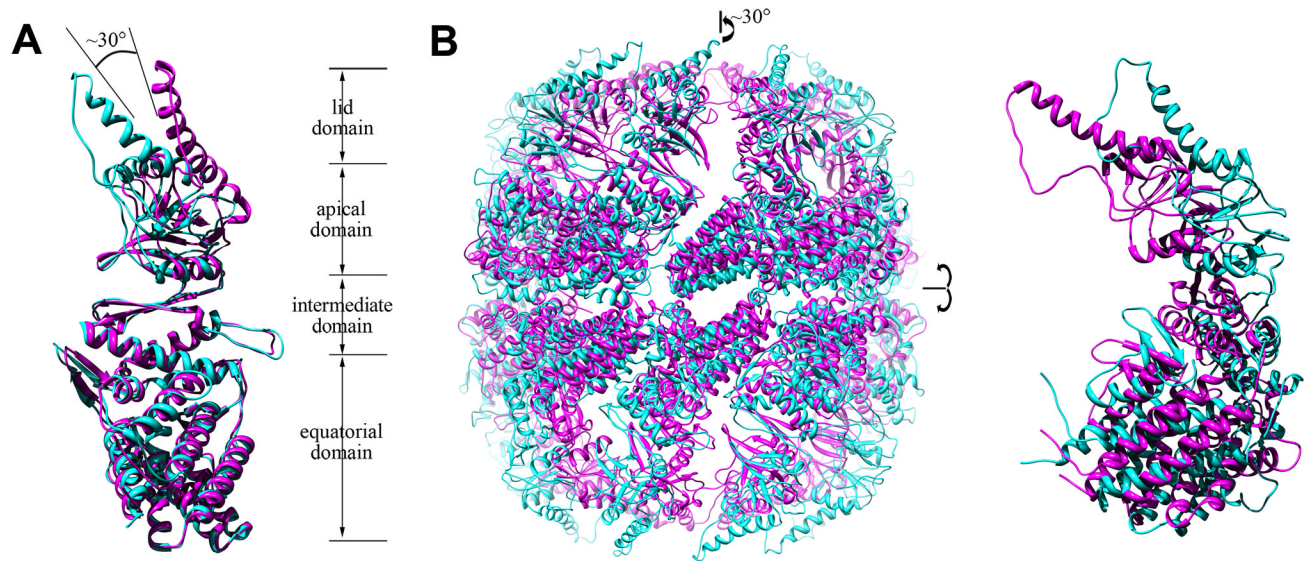 A
~30°
lid
domain
apical
domain
intermediate
domain
equatorial
domain
B
~30°